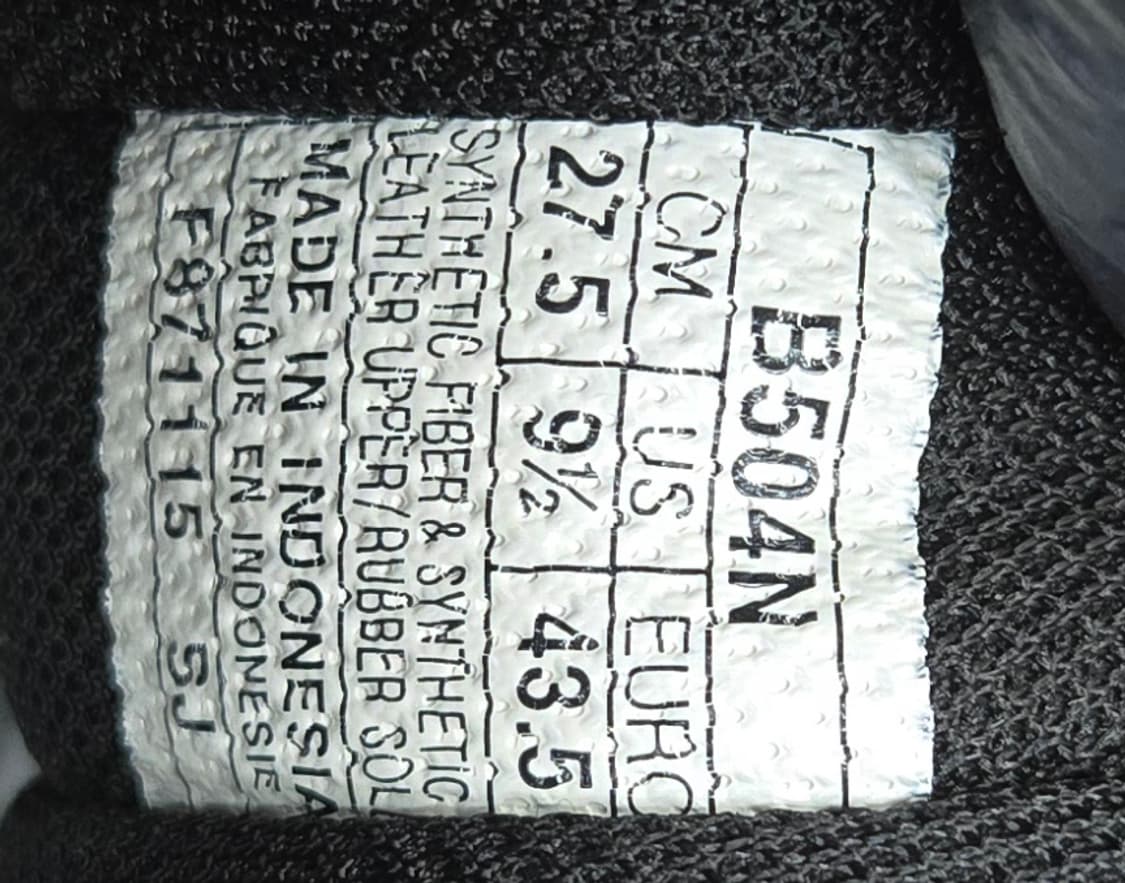 B504N
CM US EURO
27.5 9½ 43.5
SYNTHETIC FIBER & SYNTHETIC
LEATHER UPPER/RUBBER SOL
MADE IN INDONESIA
FABRIQUE EN INDONESIE
F871115 SJ